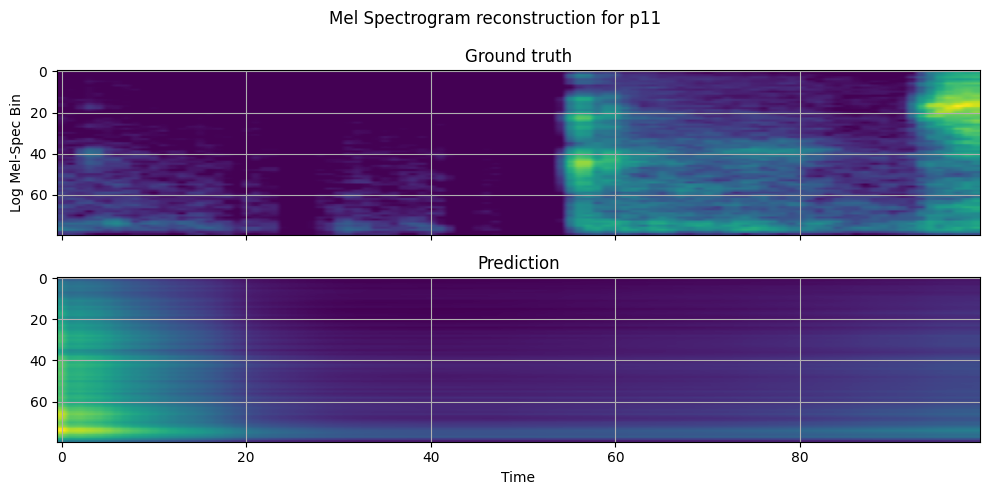 Mel Spectrogram reconstruction for p11
Ground truth
Log Mel-Spec Bin
0
20
40
60
Prediction
0
20
40
60
0 20 40 60 80
Time